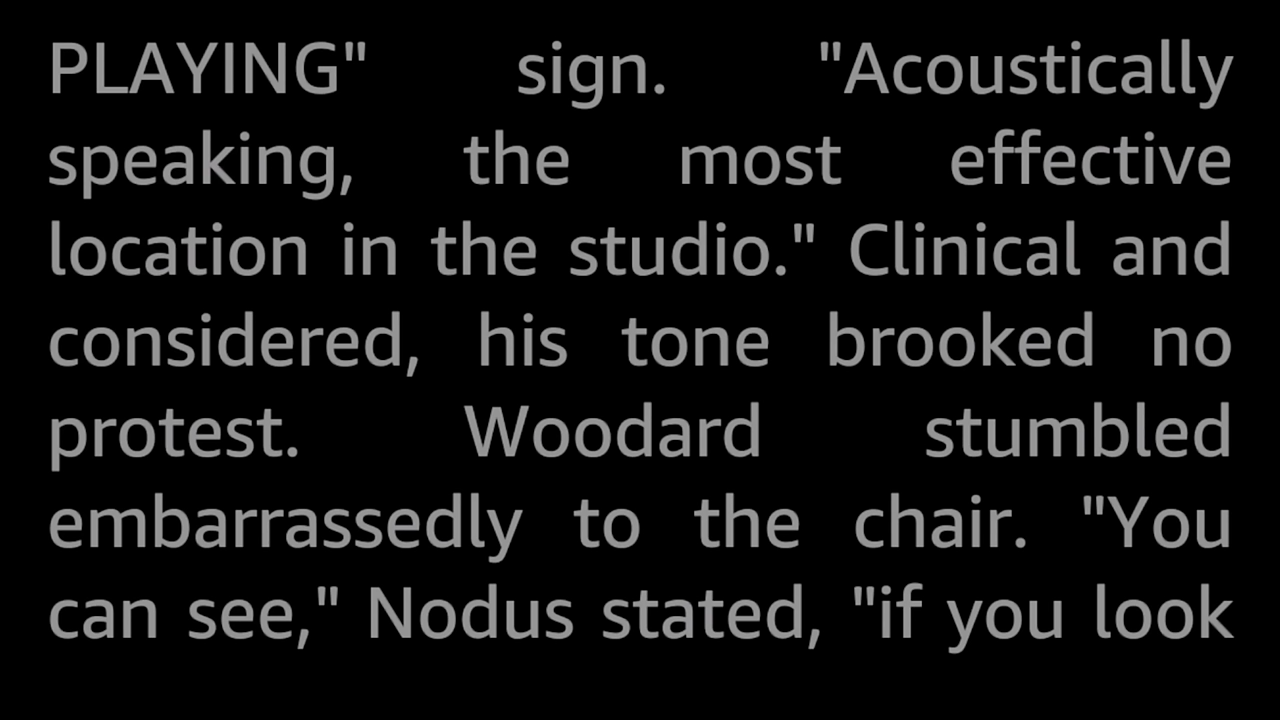 PLAYING" sign. "Acoustically
speaking, the most effective
location in the studio." Clinical and
considered, his tone brooked no
protest. Woodard stumbled
embarrassedly to the chair. "You
can see," Nodus stated, "if you look